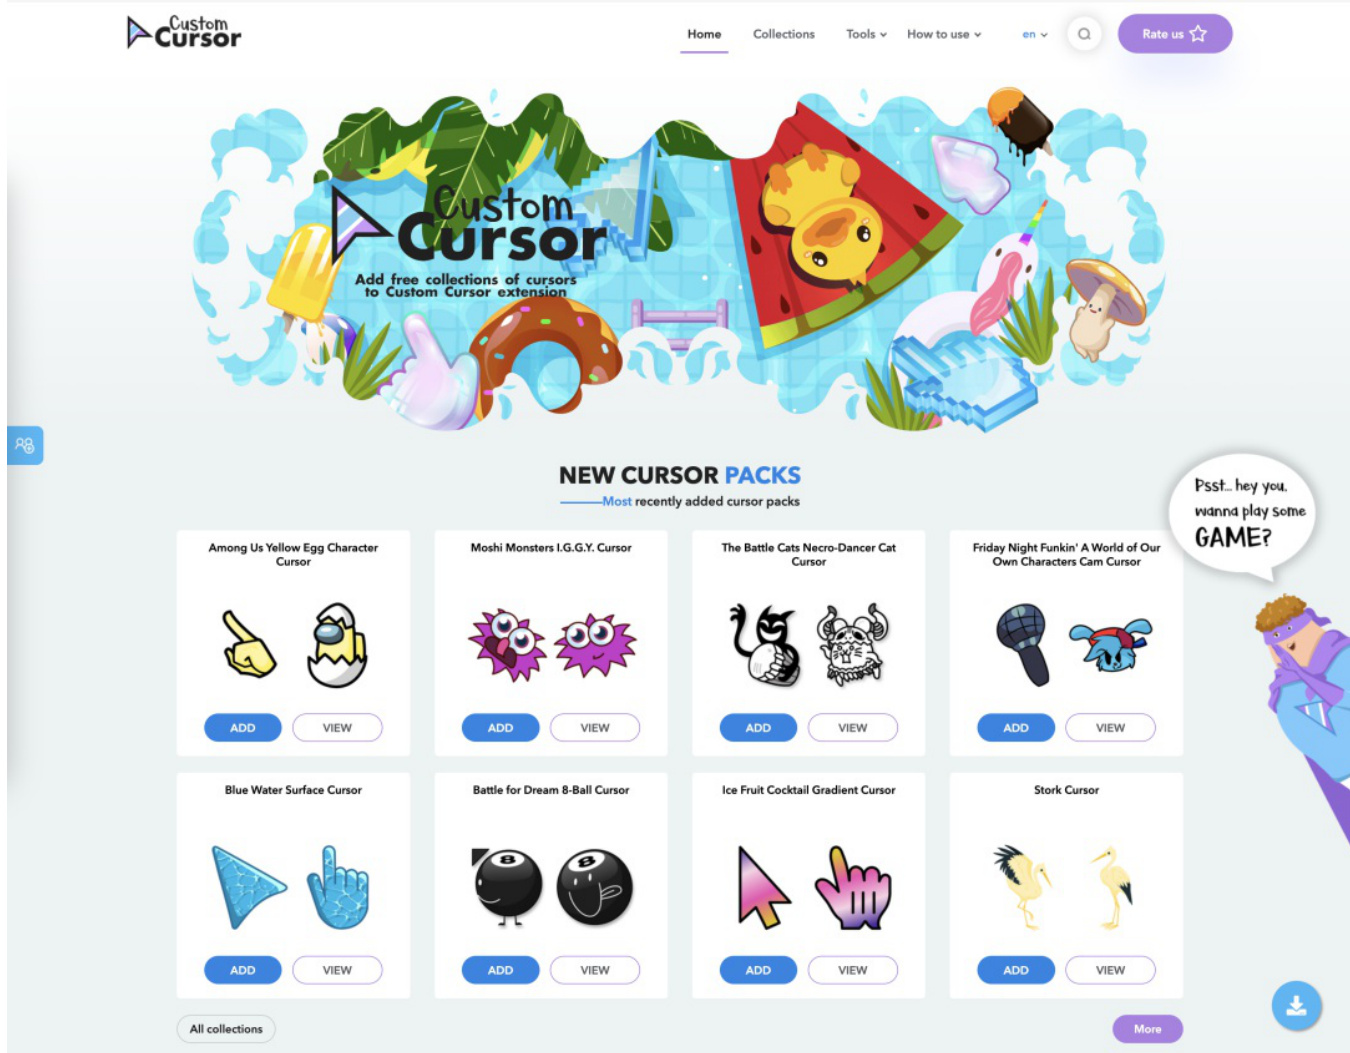 Custom
Cursor
Home
Collections
Tools
How to use
en
Rate us
Custom
Cursor
Add free collections of cursors
to Custom Cursor extension
NEW CURSOR PACKS
Most recently added cursor packs
Psst... hey you,
wanna play some
GAME?
Among Us Yellow Egg Character
Cursor
ADD
VIEW
Moshi Monsters I.G.G.Y. Cursor
ADD
VIEW
The Battle Cats Necro-Dancer Cat
Cursor
ADD
VIEW
Friday Night Funkin' A World of Our
Own Characters Cam Cursor
ADD
VIEW
Blue Water Surface Cursor
ADD
VIEW
Battle for Dream 8-Ball Cursor
8
8
ADD
VIEW
Ice Fruit Cocktail Gradient Cursor
ADD
VIEW
Stork Cursor
ADD
VIEW
All collections
More